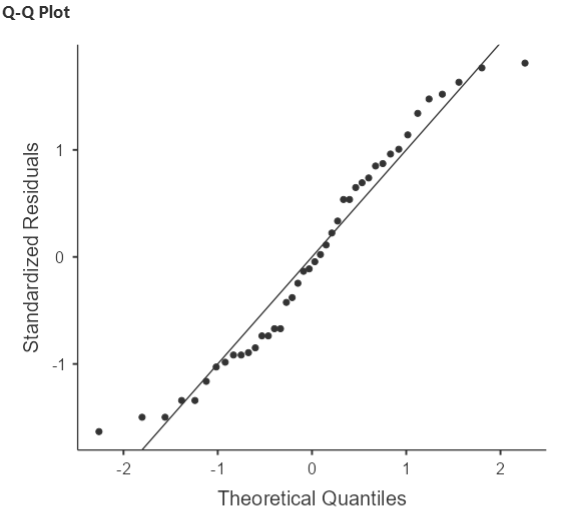 Q-Q Plot
Standardized Residuals
1
0
-1
-2
-1
0
1
2
Theoretical Quantiles